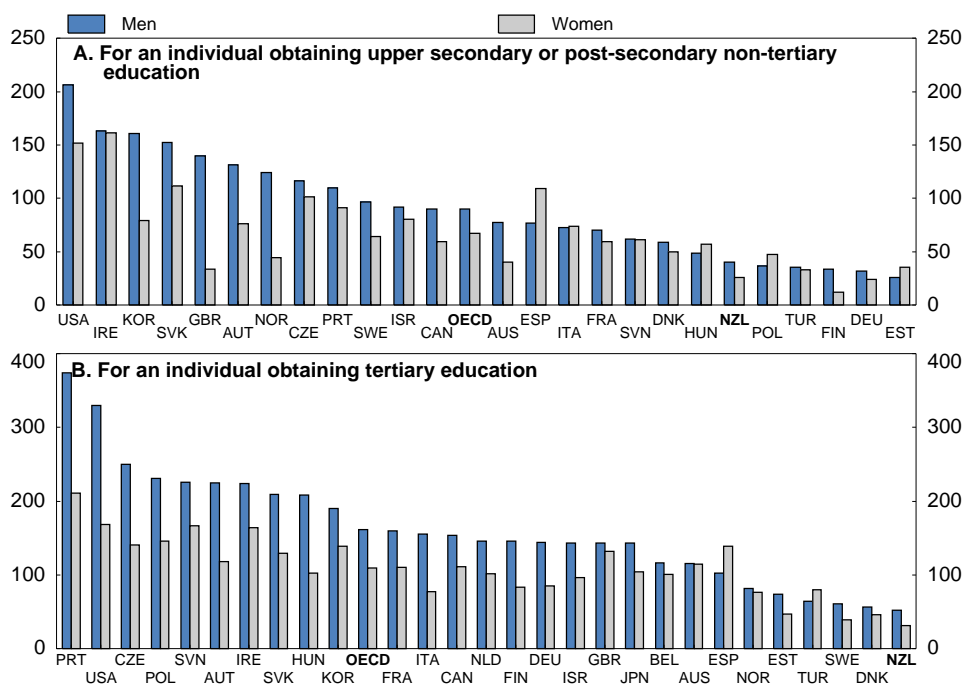 Men Women
250 250
A. For an individual obtaining upper secondary or post-secondary non-tertiary
education
200 200
150 150
100 100
50 50
0 0
USA KOR GBR NOR PRT ISR OECD ESP FRA DNK NZL TUR DEU
IRE SVK AUT CZE SWE CAN AUS ITA SVN HUN POL FIN EST
400 400
B. For an individual obtaining tertiary education
300 300
200 200
100 100
0 0
PRT CZE SVN IRE HUN OECD ITA NLD DEU GBR BEL ESP EST SWE NZL
USA POL AUT SVK KOR FRA CAN FIN ISR JPN AUS NOR TUR DNK